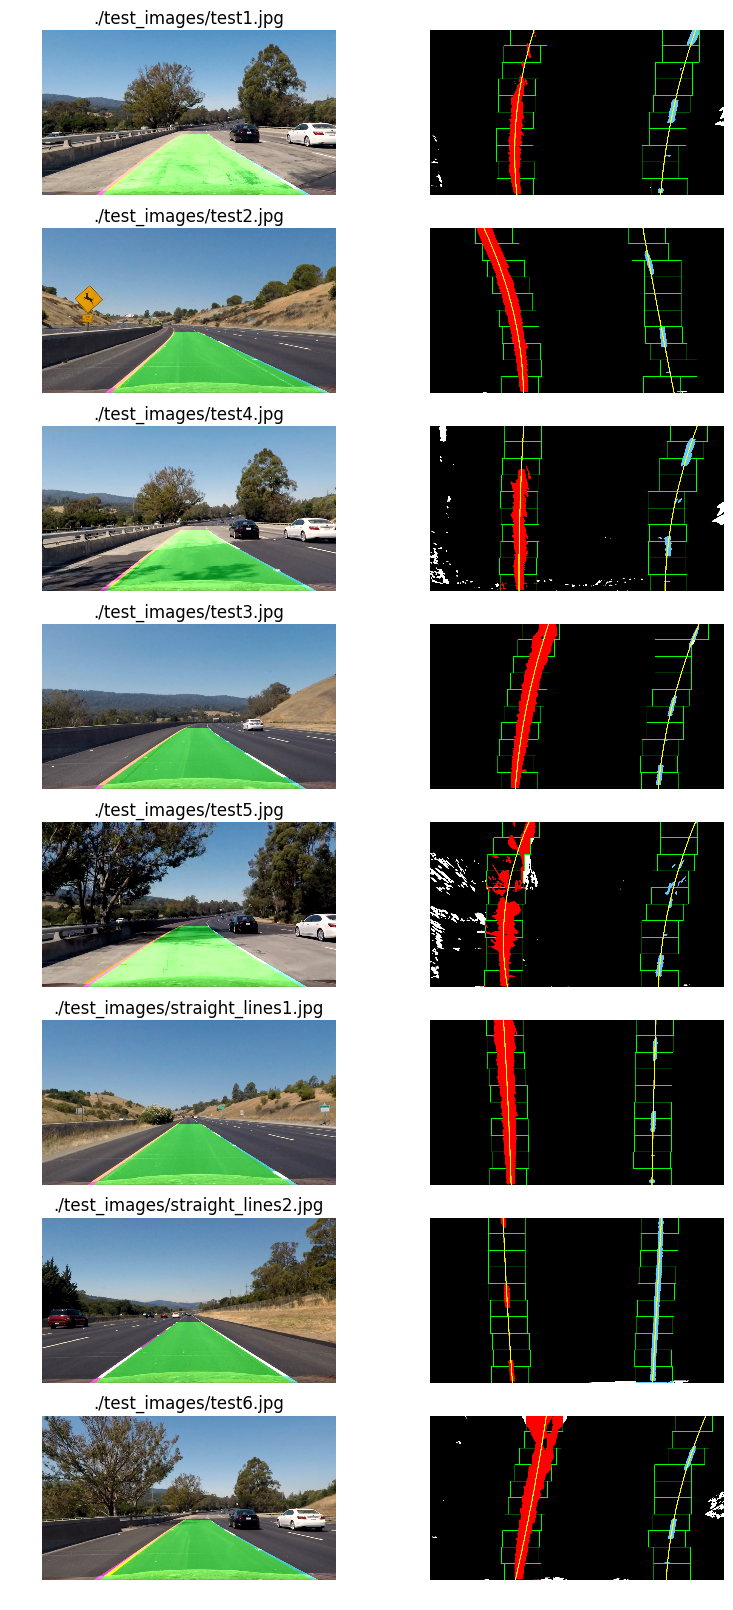 ./test_images/test1.jpg
./test_images/test2.jpg
./test_images/test4.jpg
./test_images/test3.jpg
./test_images/test5.jpg
./test_images/straight_lines1.jpg
./test_images/straight_lines2.jpg
./test_images/test6.jpg